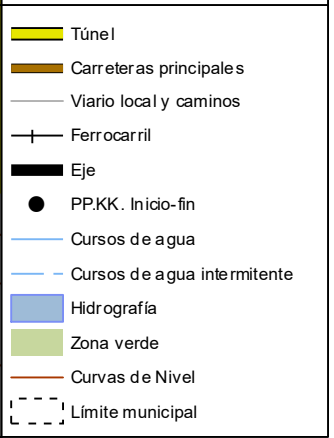 Túnel
Carreteras principales
Viario local y caminos
Ferrocarril
Eje
PP.KK. Inicio-fin
Cursos de agua
Cursos de agua intermitente
Hidrografía
Zona verde
Curvas de Nivel
Límite municipal